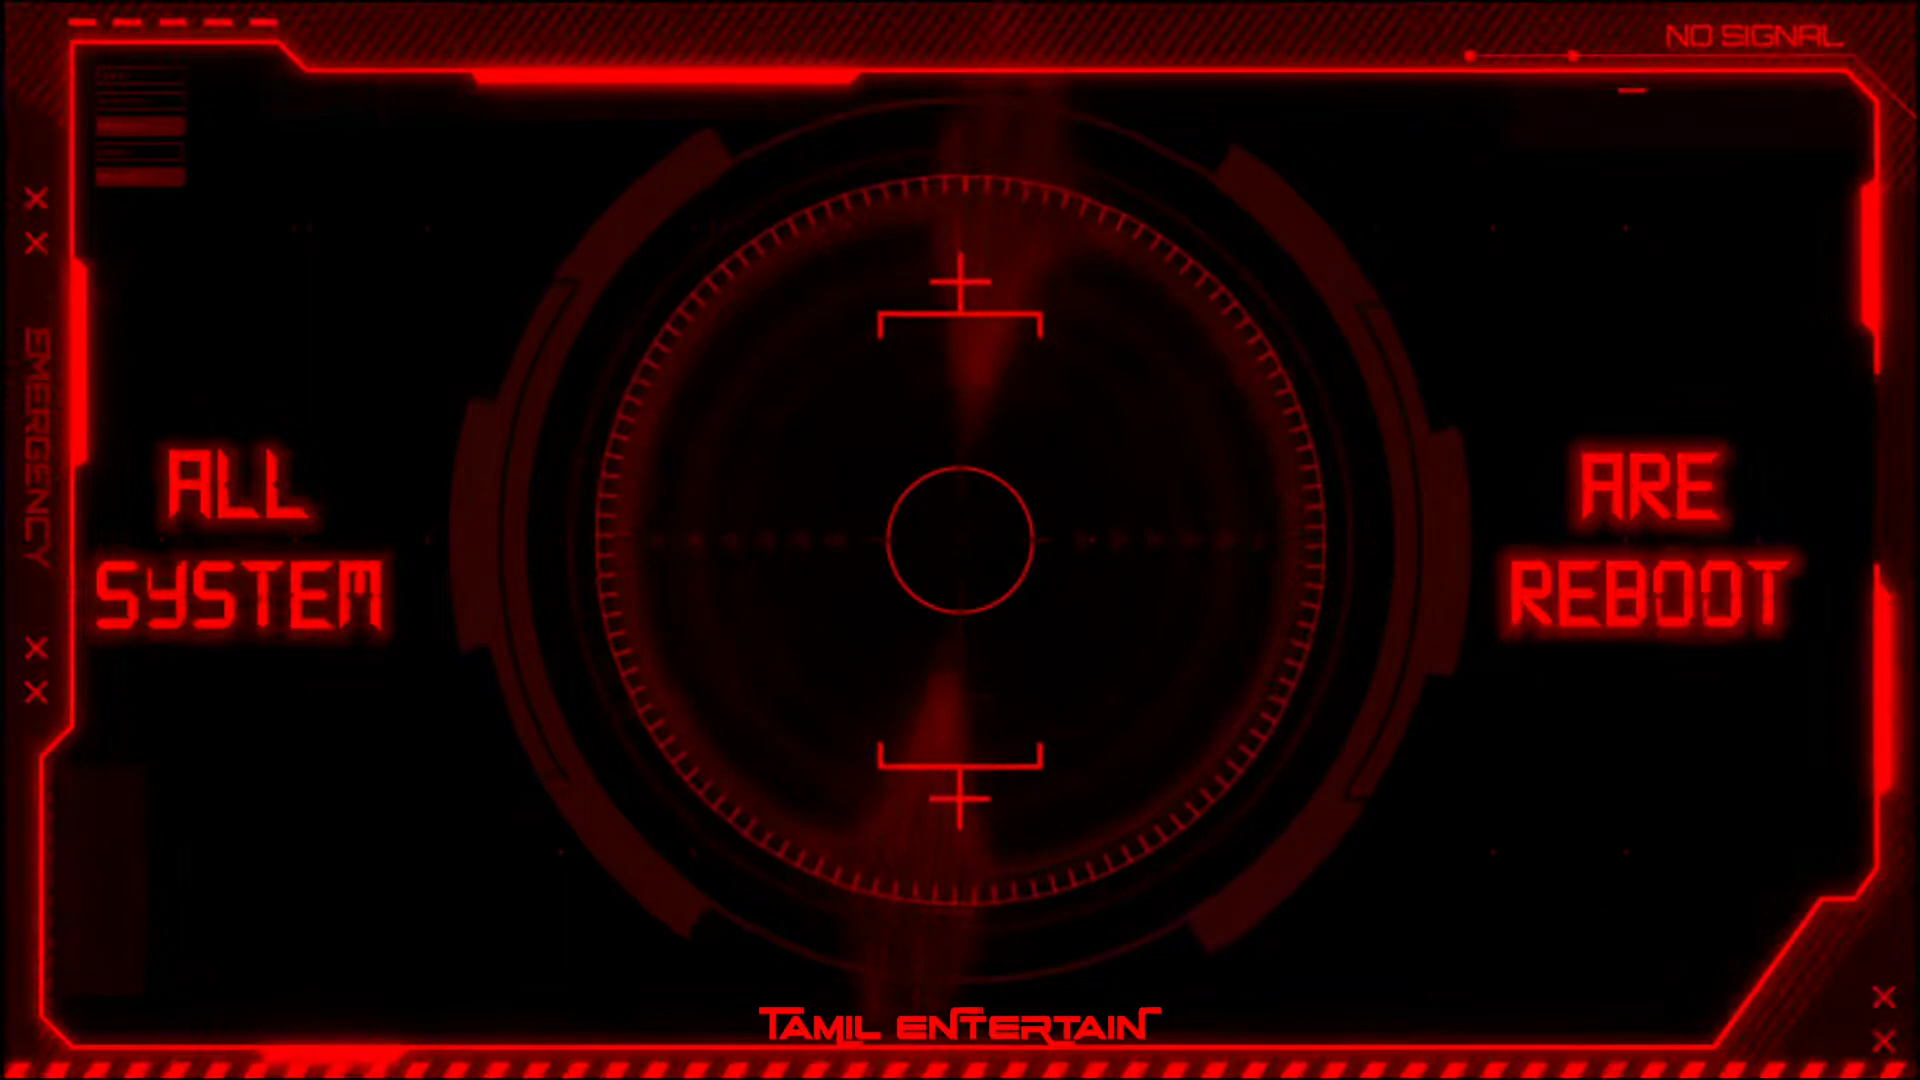 NO SIGNAL
EMERGENCY
ALL
SYSTEM
ARE
REBOOT
TAMIL ENTERTAIN